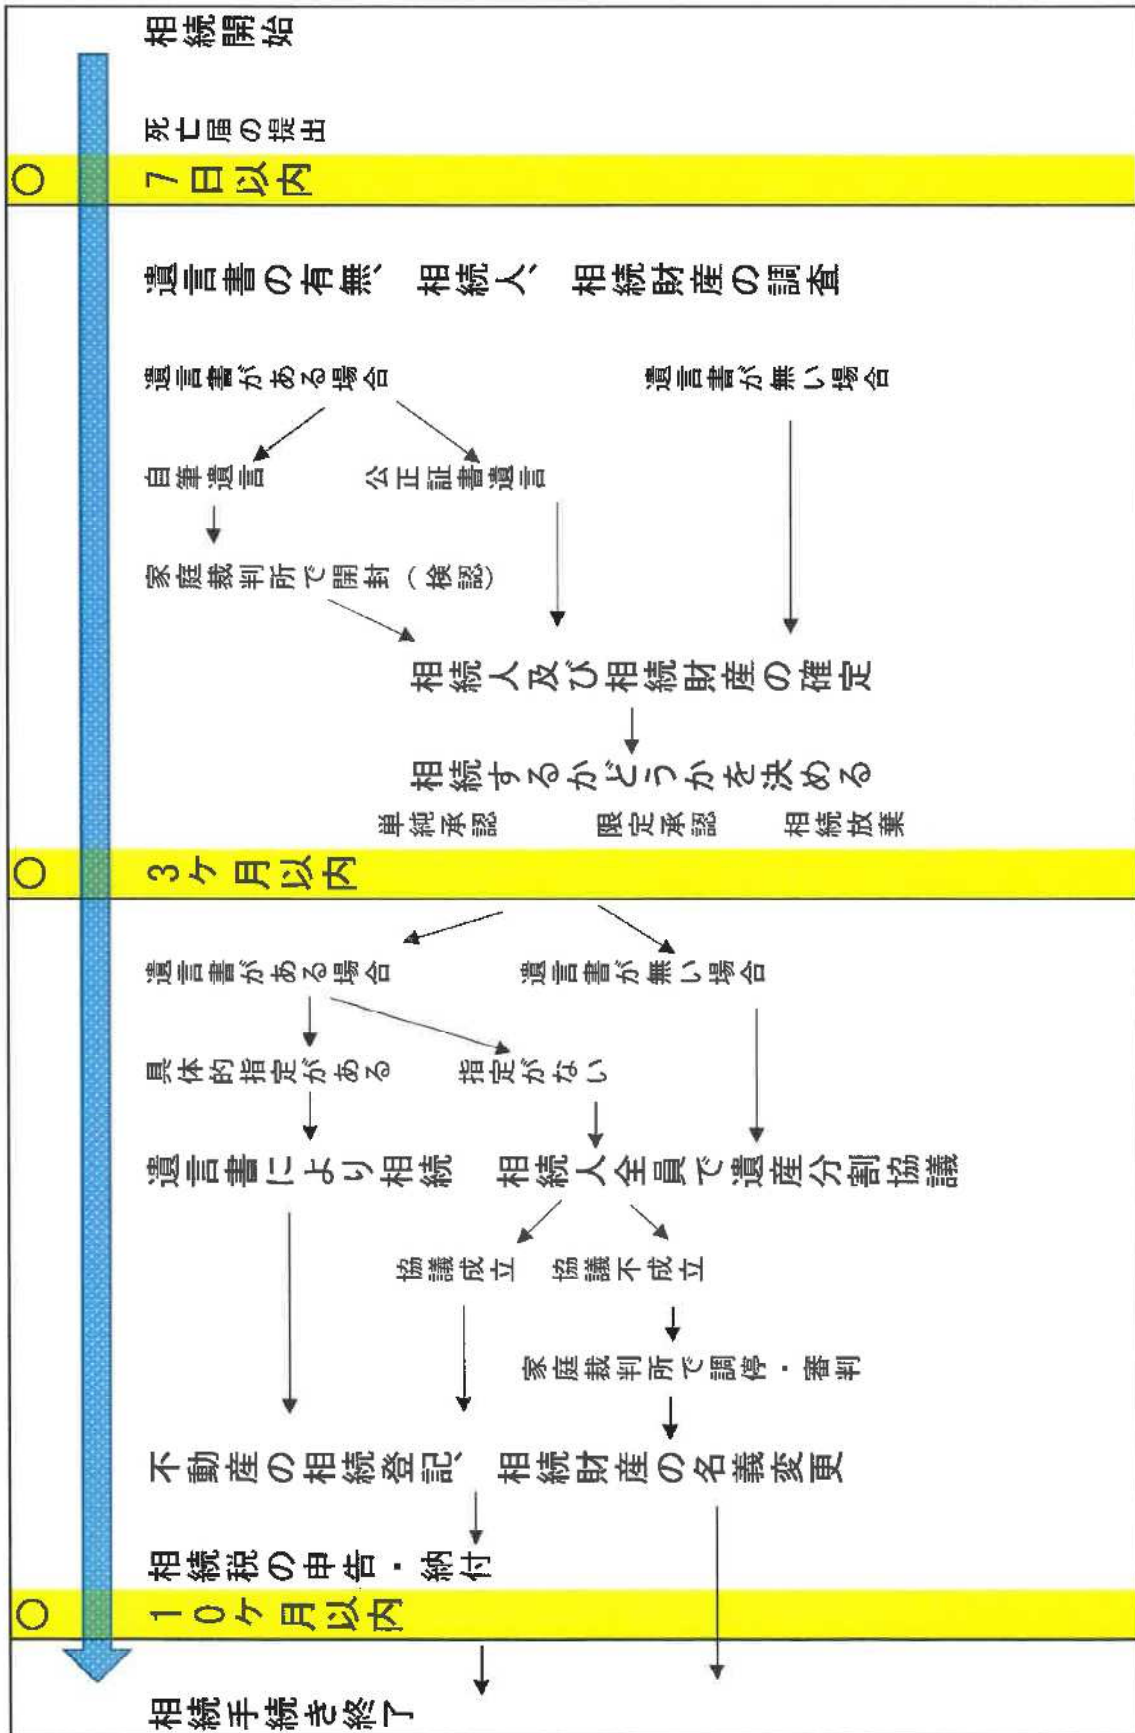 相続開始
死亡届の提出
○ 7日以内
遺言書の有無、相続人、相続財産の調査
遺言書がある場合 遺言書が無い場合
自筆遺言 公正証書遺言
家庭裁判所で開封（検認）
相続人及び相続財産の確定
相続するかどうかを決める
単純承認 限定承認 相続放棄
○ 3ケ月以内
遺言書がある場合 遺言書が無い場合
具体的指定がある 指定がない
遺言書により相続 相続人全員で遺産分割協議
協議成立 協議不成立
家庭裁判所で調停・審判
不動産の相続登記、相続財産の名義変更
相続税の申告・納付
○ 10ケ月以内
相続手続き終了